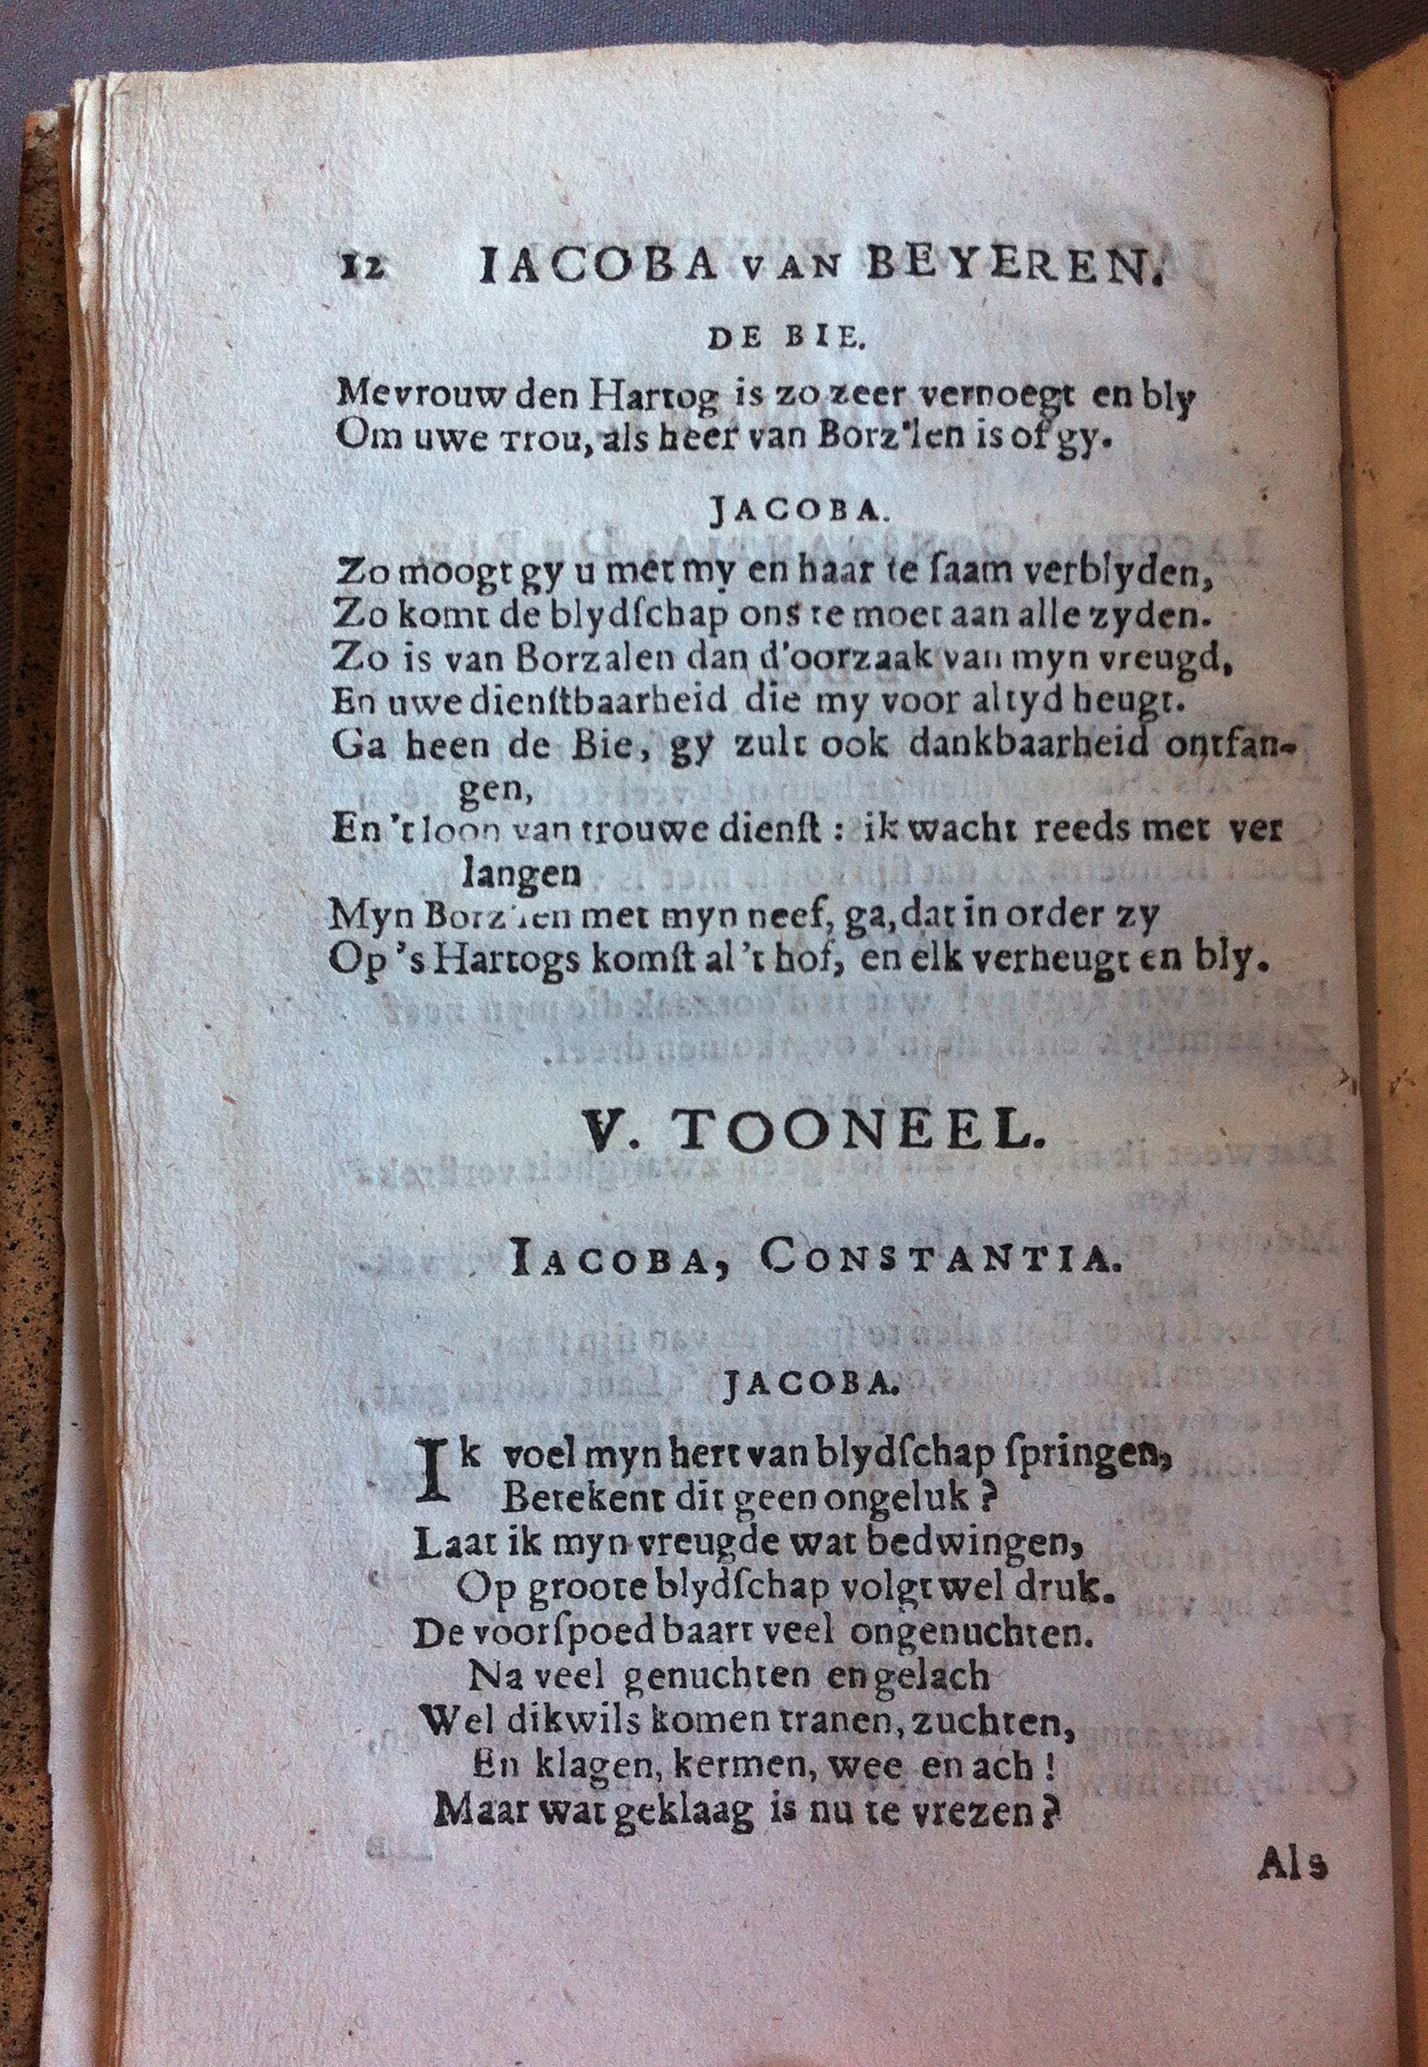 12 IACOBA VAN BEYEREN.
DE BIE.
Mevrouw den Hartog is zo zeer vernoegt en bly
Om uwe trou, als heer van Borz'len is of gy.
JACOBA.
Zo moogt gy u met my en haar te ſaam verblyden,
Zo komt de blydſchap ons te moet aan alle zyden.
Zo is van Borzalen dan d'oorzaak van myn vreugd,
En uwe dienſtbaarheid die my voor altyd heugt.
Ga heen de Bie, gy zult ook dankbaarheid ontfan-
gen,
En 't loon van trouwe dienſt : ik wacht reeds met ver
langen
Myn Borz'len met myn neef, ga, dat in order zy
Op 's Hartogs komſt al 't hof, en elk verheugt en bly.
V. TOONEEL.
IACOBA, CONSTANTIA.
JACOBA.
Ik voel myn hert van blydſchap ſpringen,
Betekent dit geen ongeluk?
Laat ik myn vreugde wat bedwingen,
Op groote blydſchap volgt wel druk.
De voorſpoed baart veel ongenuchten.
Na veel genuchten en gelach
Wel dikwils komen tranen, zuchten,
En klagen, kermen, wee en ach!
Maar wat geklaag is nu te vrezen?
Als